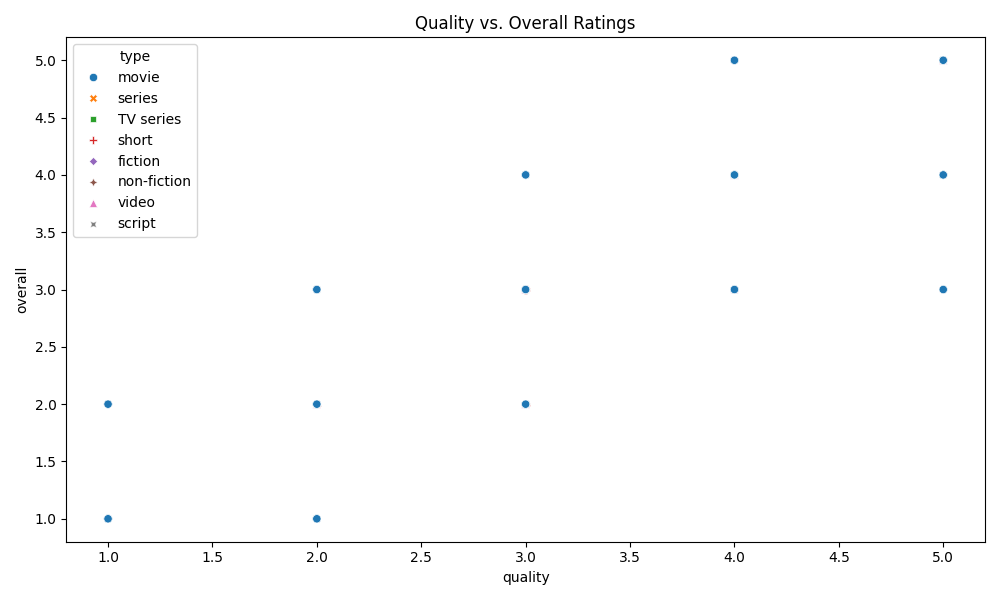 Quality vs. Overall Ratings
type
movie
series
TV series
short
fiction
non-fiction
video
script
overall
5.0
4.5
4.0
3.5
3.0
2.5
2.0
1.5
1.0
1.0 1.5 2.0 2.5 3.0 3.5 4.0 4.5 5.0
quality